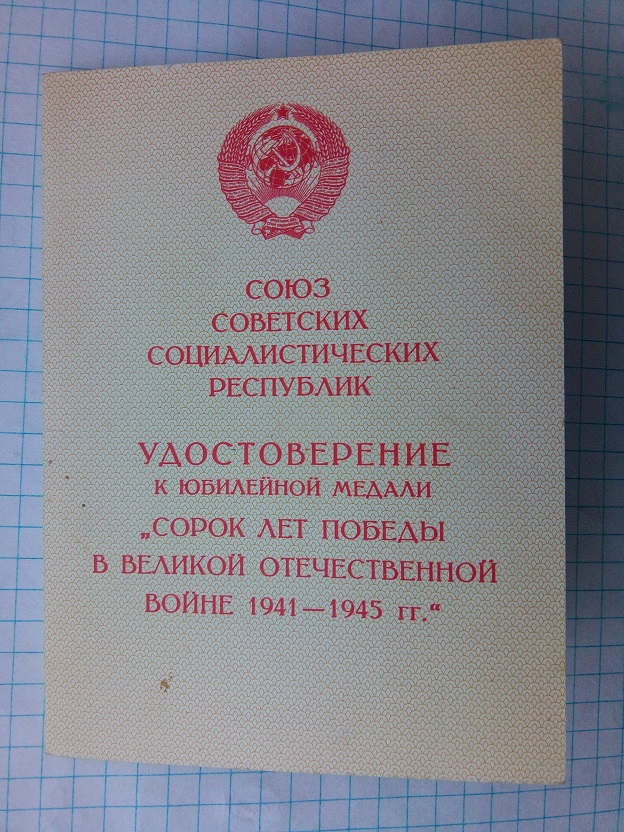 СОЮЗ
СОВЕТСКИХ
СОЦИАЛИСТИЧЕСКИХ
РЕСПУБЛИК
УДОСТОВЕРЕНИЕ
К ЮБИЛЕЙНОЙ МЕДАЛИ
„СОРОК ЛЕТ ПОБЕДЫ
В ВЕЛИКОЙ ОТЕЧЕСТВЕННОЙ
ВОЙНЕ 1941—1945 гг.“